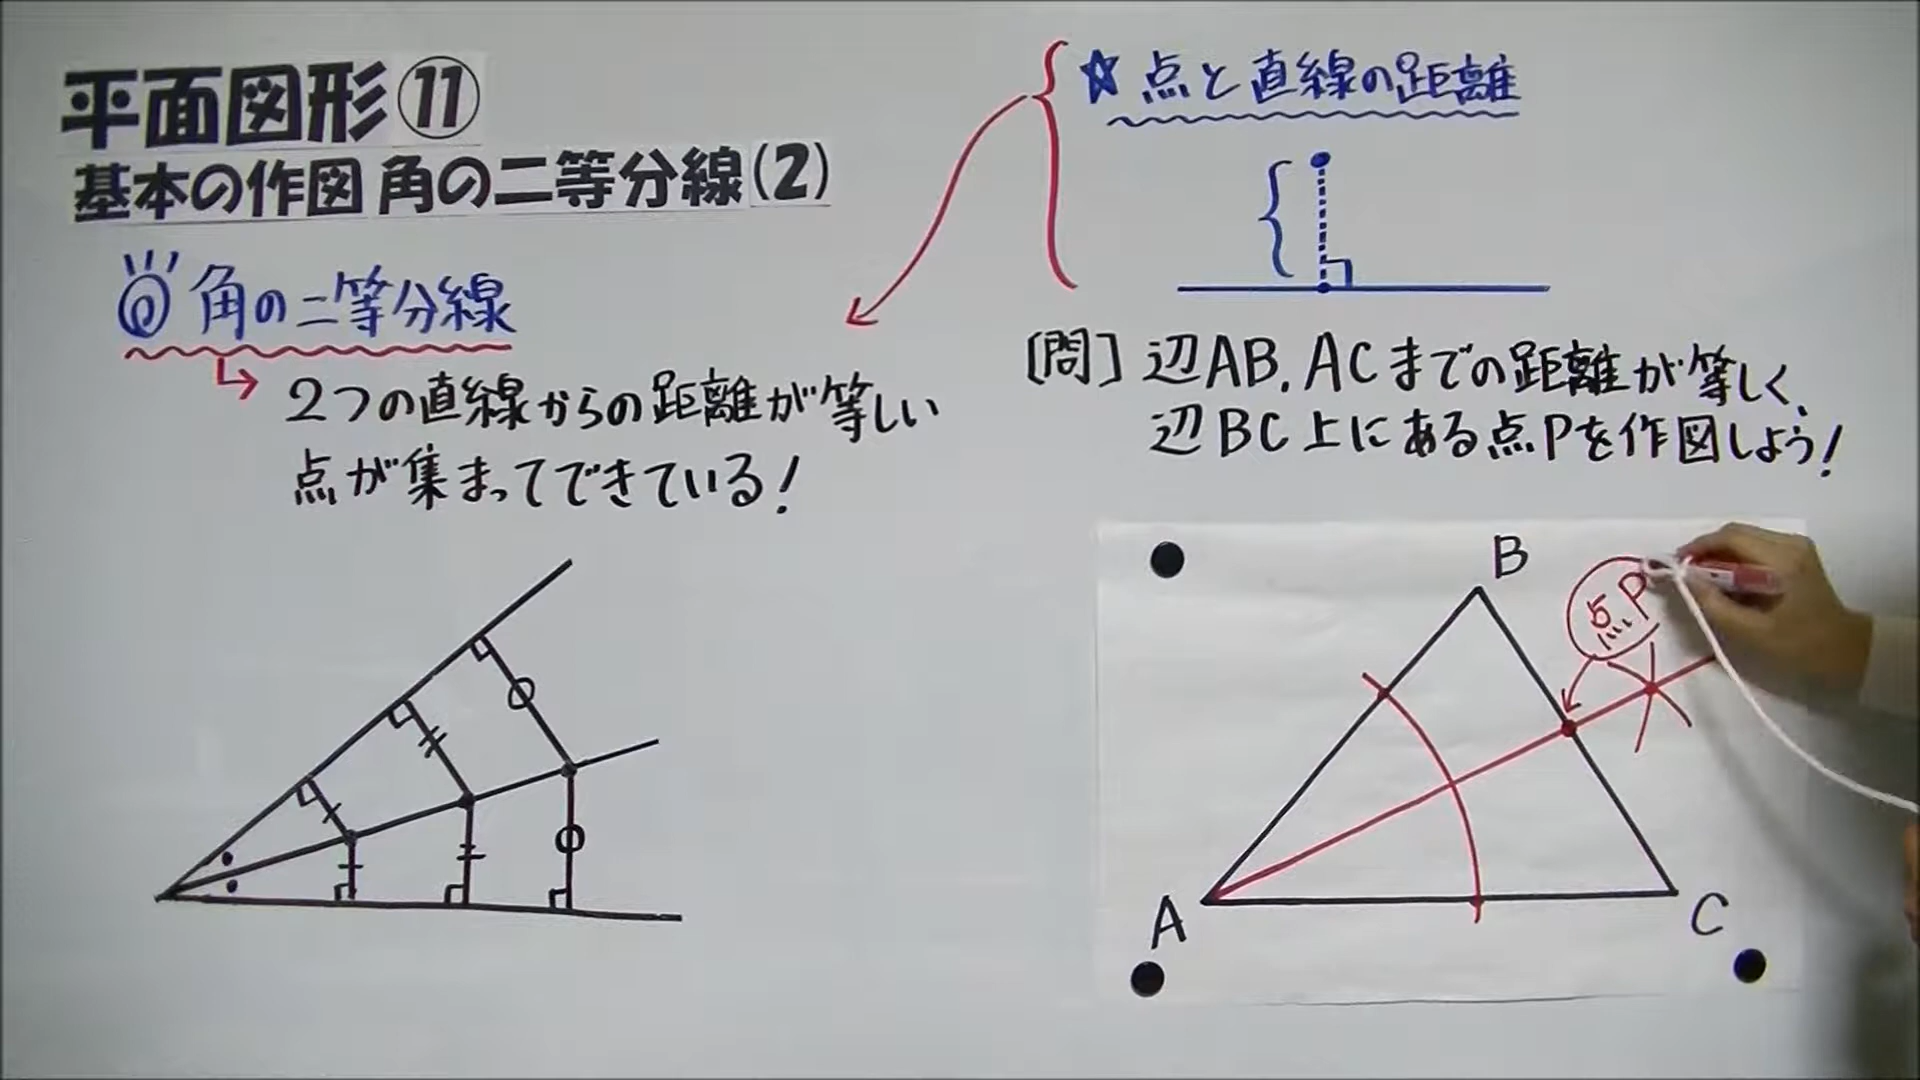 平面図形⑪
基本の作図 角の二等分線(2)
角の二等分線
2つの直線からの距離が等しい
点が集まってできている!
☆点と直線の距離
[問]辺AB,ACまでの距離が等しく、
辺BC上にある点Pを作図しよう!
B
点P
A
C